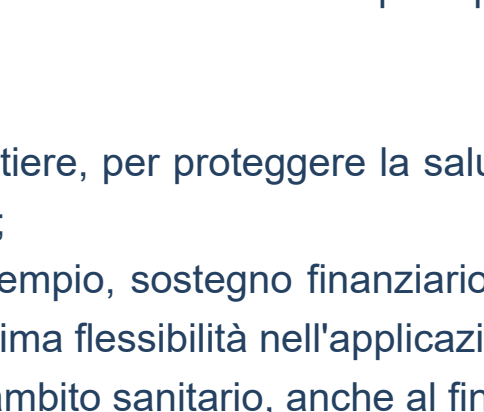 tiere, per proteggere la salu
;
empio, sostegno finanziario
ima flessibilità nell'applicazi
ambito sanitario, anche al fin